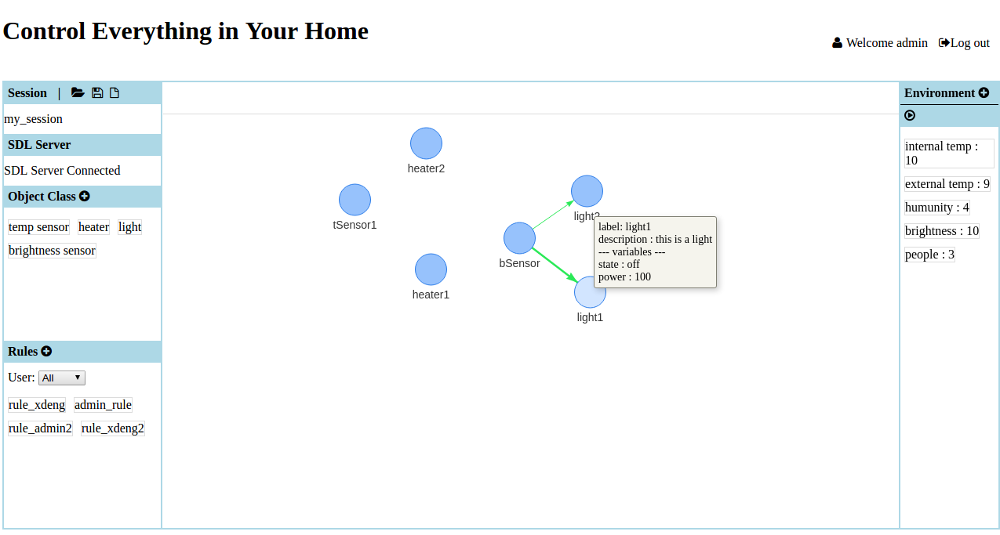 Control Everything in Your Home
Welcome admin Log out
Session |
my_session
SDL Server
SDL Server Connected
Object Class
temp sensor heater light
brightness sensor
Rules
User: All
rule_xdeng admin_rule
rule_admin2 rule_xdeng2
heater2
tSensor1
bSensor
heater1
light1
label: light1
description : this is a light
--- variables ---
state : off
power : 100
Environment
internal temp :
10
external temp : 9
humunity : 4
brightness : 10
people : 3